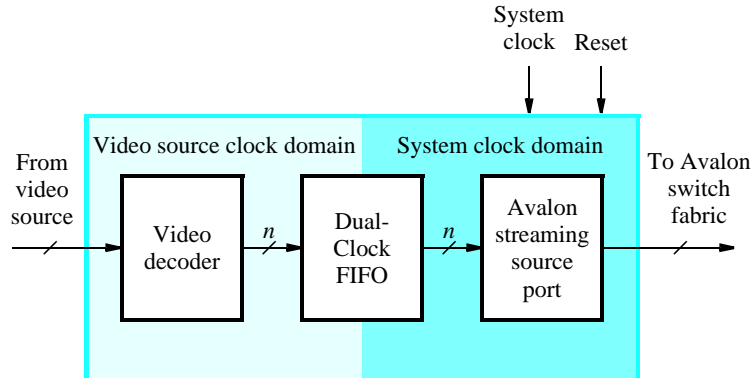 System
clock
Reset
Video source clock domain
System clock domain
From
video
source
To Avalon
switch
fabric
Video
decoder
n
Dual-
Clock
FIFO
n
Avalon
streaming
source
port